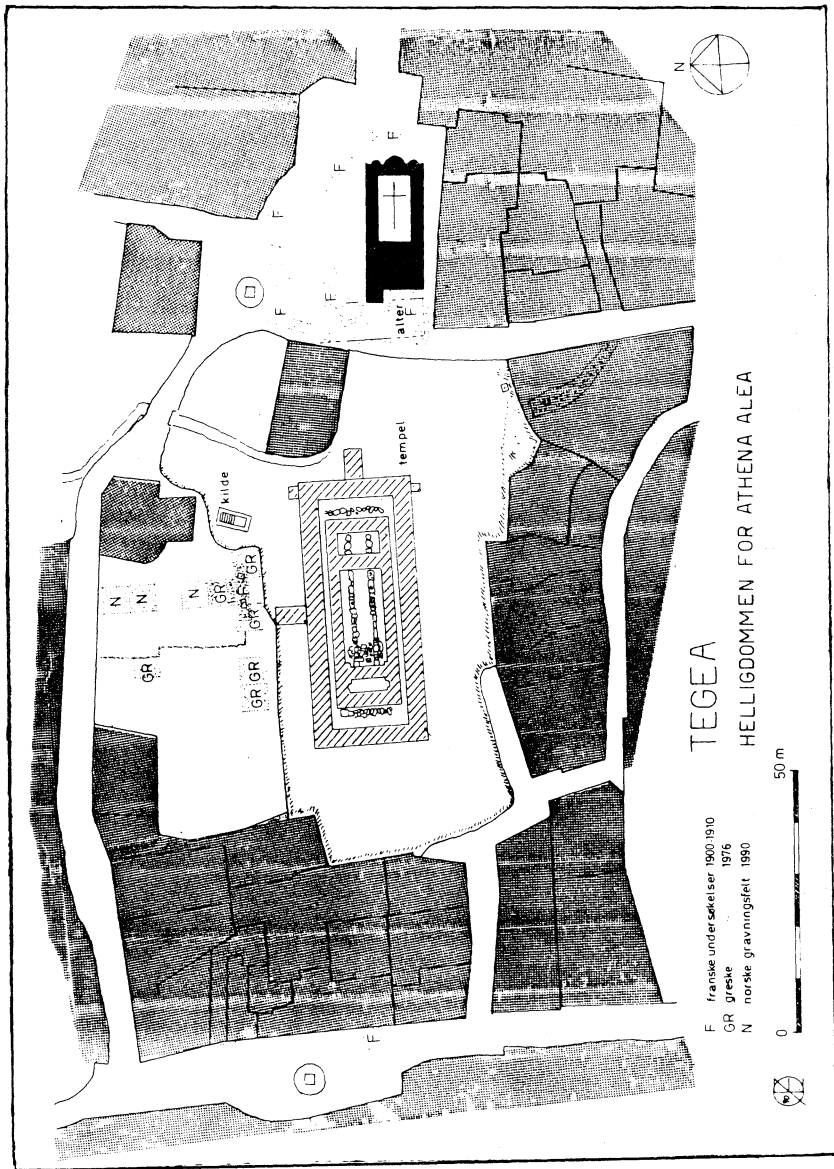 TEGEA
HELLIGDOMMEN FOR ATHENA ALEA
F franske undersøkelser 1900-1910
GR greske 1976
N norske gravningsfelt 1990
0 50 m
N
kilde
tempel
alter
F
F
F
F
F
F
F
N
N
N
GR
GR
GR
GR
GR
GR
F